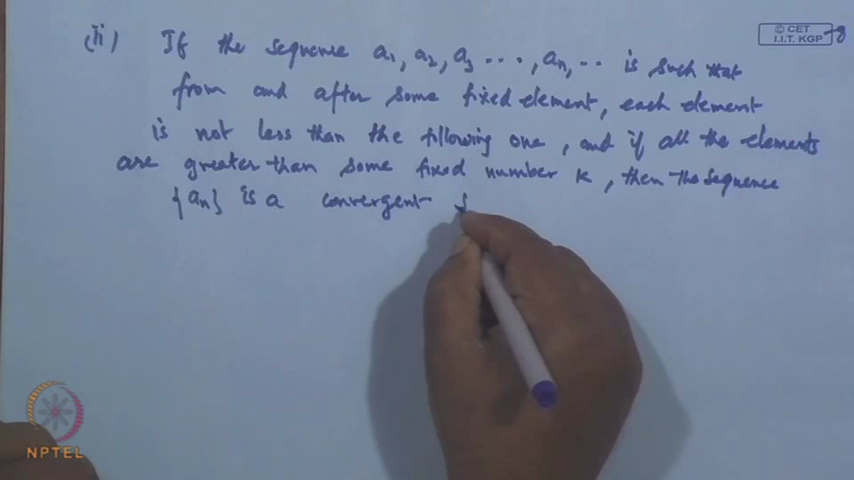 © CET
I.I.T. KGP
(ii) If the sequence a1, a2, a3 ..., an, .. is such that
from and after some fixed element, each element
is not less than the following one, and if all the elements
are greater than some fixed number K, then the sequence
{an} is a convergent
NPTEL